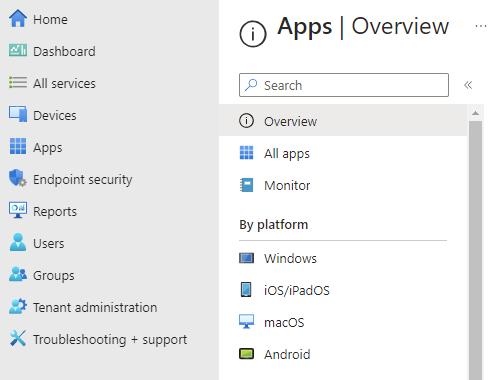 Home
Dashboard
All services
Devices
Apps
Endpoint security
Reports
Users
Groups
Tenant administration
Troubleshooting + support
Apps | Overview
Search
Overview
All apps
Monitor
By platform
Windows
iOS/iPadOS
macOS
Android